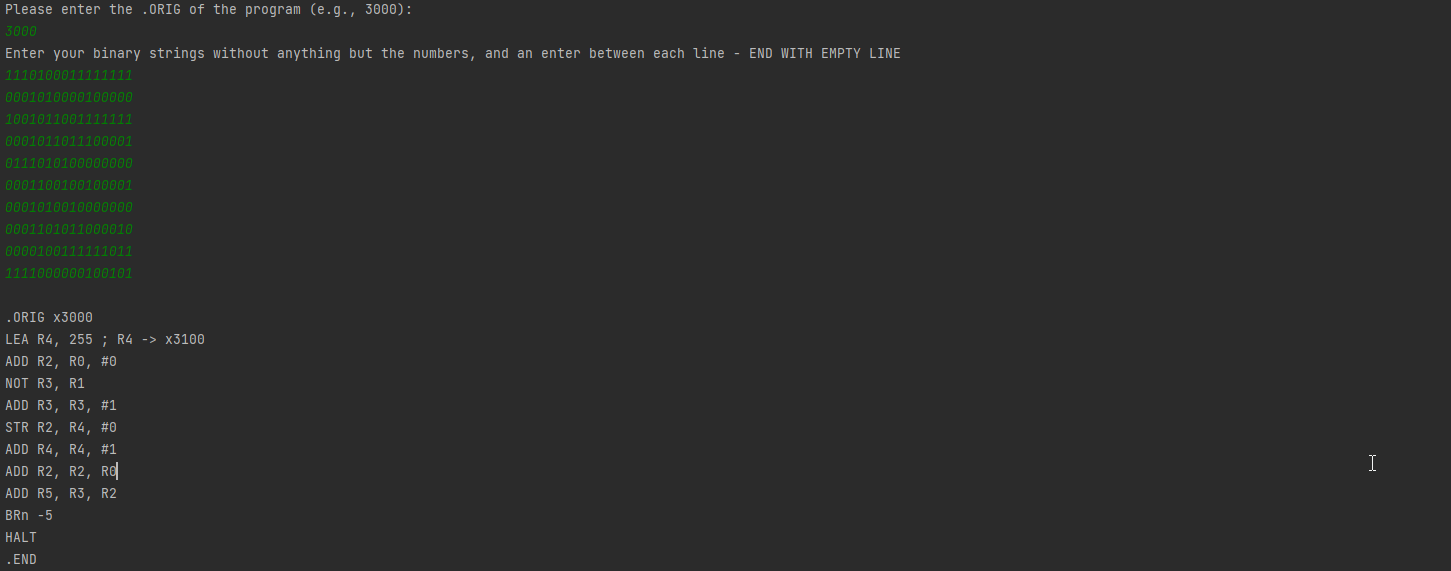 Please enter the .ORIG of the program (e.g., 3000):
3000
Enter your binary strings without anything but the numbers, and an enter between each line - END WITH EMPTY LINE
1110100011111111
0001010000100000
1001011001111111
0001011011100001
0111010100000000
0001100100100001
0001010010000000
0001101011000010
0000100111111011
1111000000100101
.ORIG x3000
LEA R4, 255 ; R4 -> x3100
ADD R2, R0, #0
NOT R3, R1
ADD R3, R3, #1
STR R2, R4, #0
ADD R4, R4, #1
ADD R2, R2, R0
ADD R5, R3, R2
BRn -5
HALT
.END